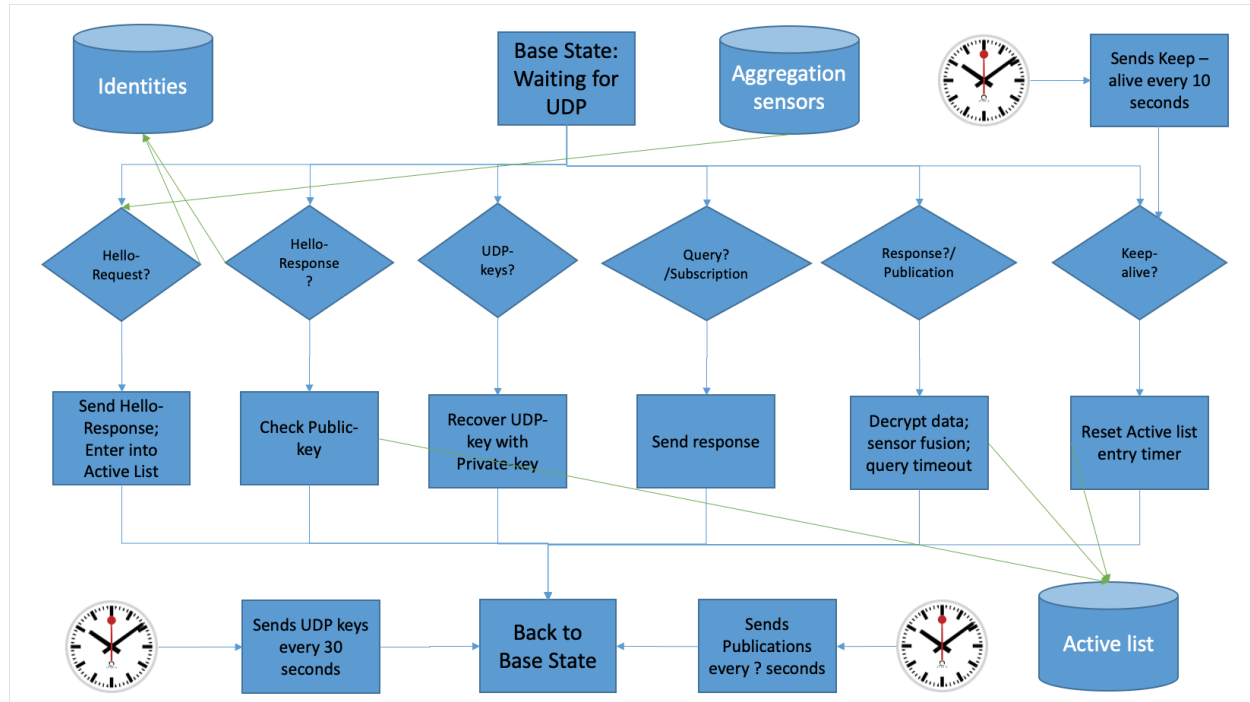 Identities
Base State:
Waiting for
UDP
Aggregation
sensors
Sends Keep –
alive every 10
seconds
Hello-
Request?
Hello-
Response
?
UDP-
keys?
Query?
/Subscription
Response?/
Publication
Keep-
alive?
Send Hello-
Response;
Enter into
Active List
Check Public-
key
Recover UDP-
key with
Private-key
Send response
Decrypt data;
sensor fusion;
query timeout
Reset Active list
entry timer
Sends UDP keys
every 30
seconds
Back to
Base State
Sends
Publications
every ? seconds
Active list